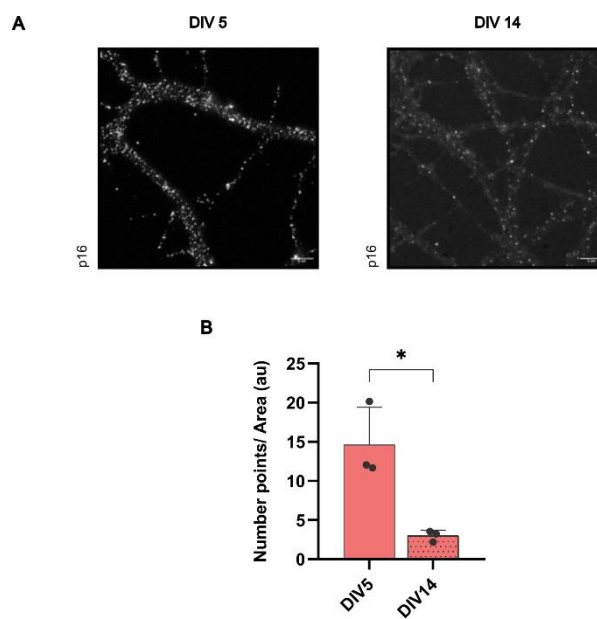 A
DIV 5
DIV 14
p16
p16
B
*
Number points/ Area (au)
25
20
15
10
5
0
DIV5
DIV14